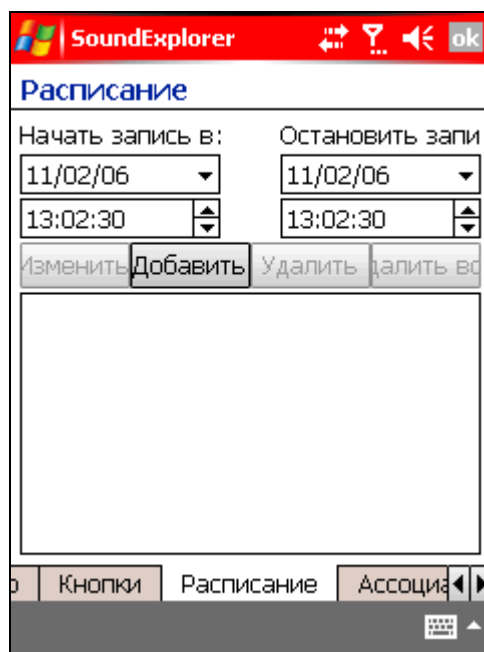 SoundExplorer ok
Расписание
Начать запись в: Остановить запи
11/02/06 11/02/06
13:02:30 13:02:30
Изменить Добавить Удалить далить вс
Кнопки Расписание Ассоциа